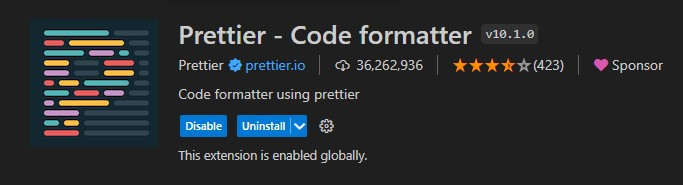 Prettier - Code formatter v10.1.0
Prettier prettier.io 36,262,936 (423) Sponsor
Code formatter using prettier
Disable Uninstall
This extension is enabled globally.